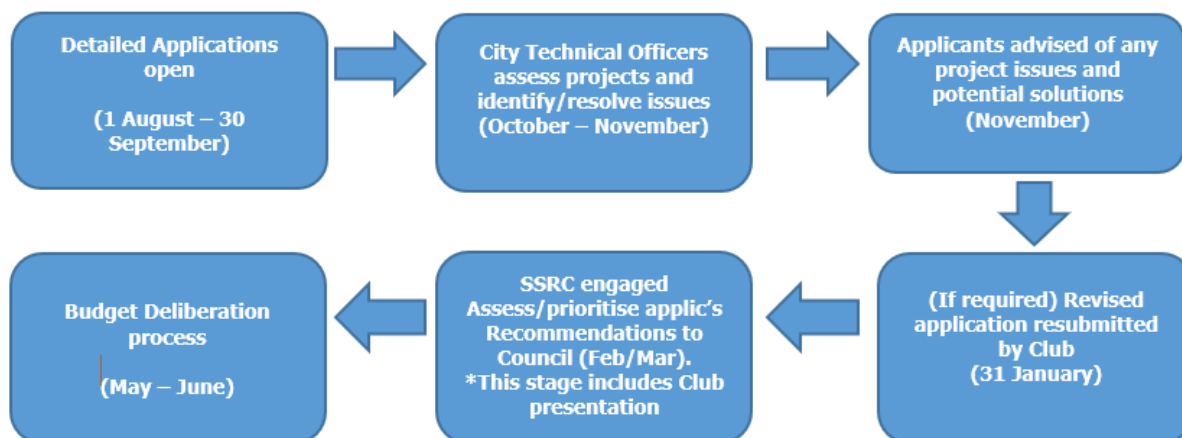 Detailed Applications
open
(1 August – 30
September)
City Technical Officers
assess projects and
identify/resolve issues
(October – November)
Applicants advised of any
project issues and
potential solutions
(November)
(If required) Revised
application resubmitted
by Club
(31 January)
SSRC engaged
Assess/prioritise applic’s
Recommendations to
Council (Feb/Mar).
*This stage includes Club
presentation
Budget Deliberation
process
(May – June)